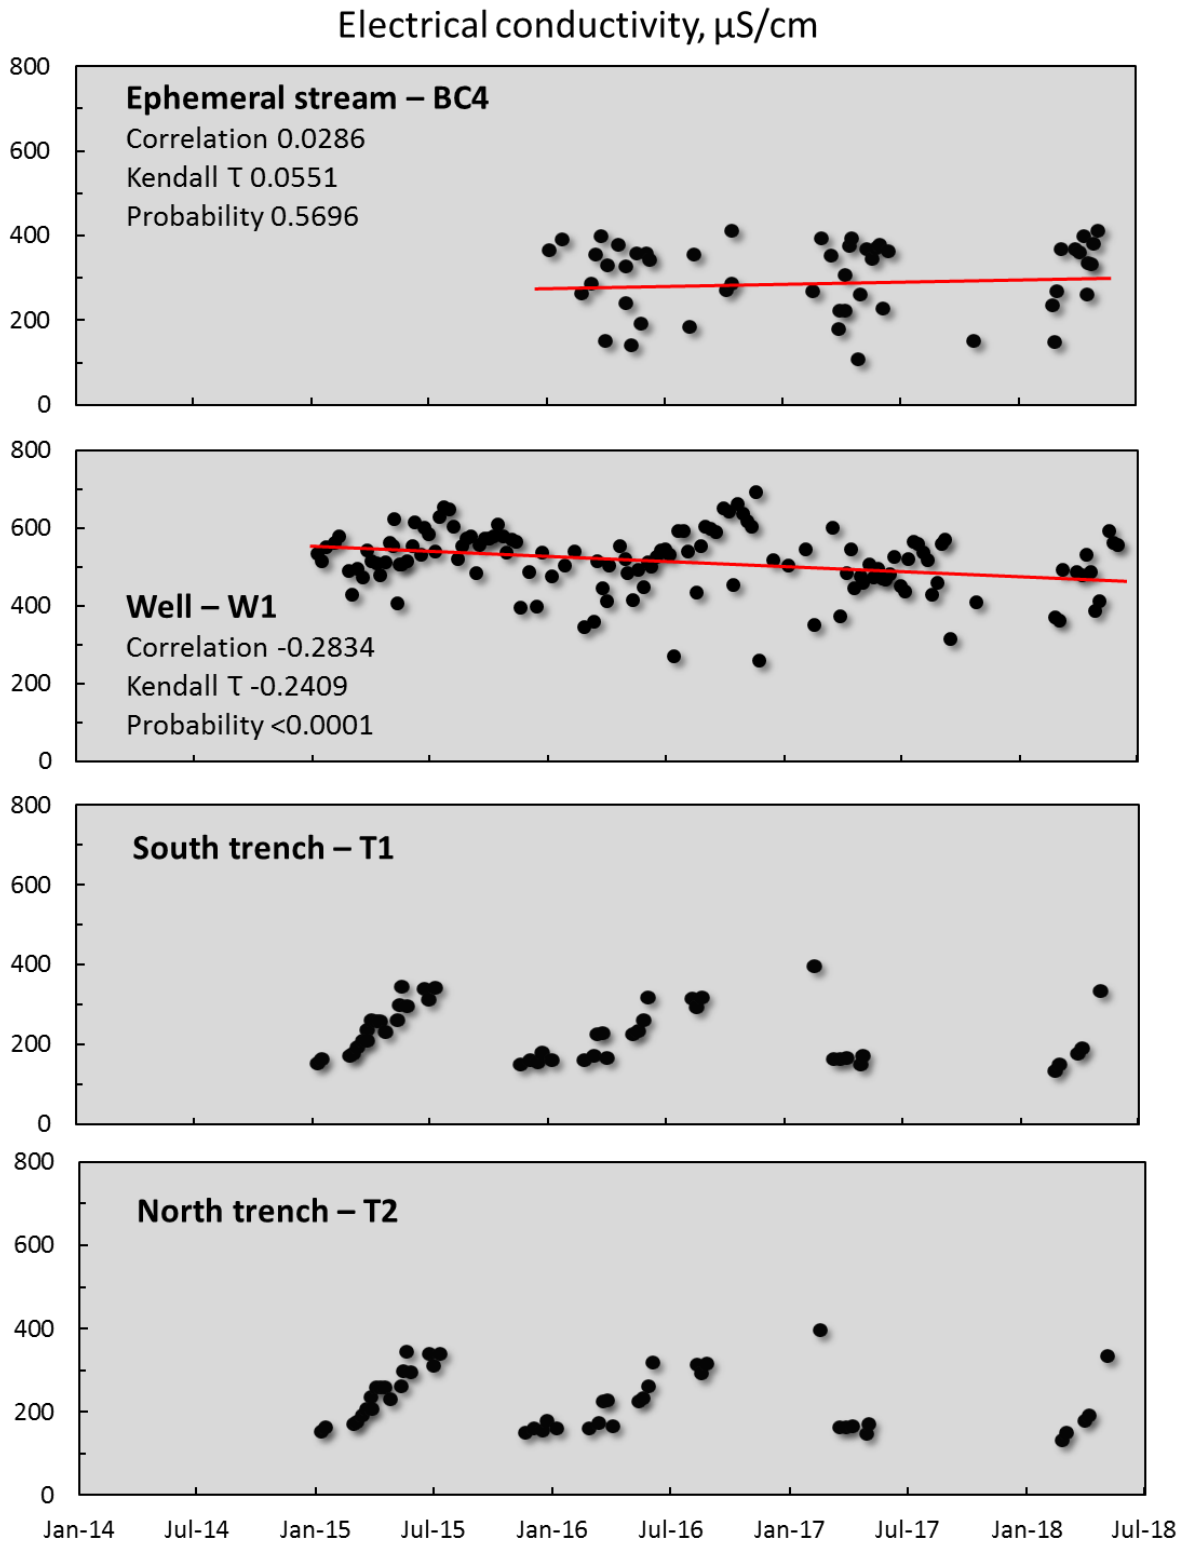 Electrical conductivity, µS/cm
800
600
400
200
0
Ephemeral stream – BC4
Correlation 0.0286
Kendall Τ 0.0551
Probability 0.5696
800
600
400
200
0
Well – W1
Correlation -0.2834
Kendall Τ -0.2409
Probability <0.0001
800
600
400
200
0
South trench – T1
800
600
400
200
0
North trench – T2
Jan-14 Jul-14 Jan-15 Jul-15 Jan-16 Jul-16 Jan-17 Jul-17 Jan-18 Jul-18